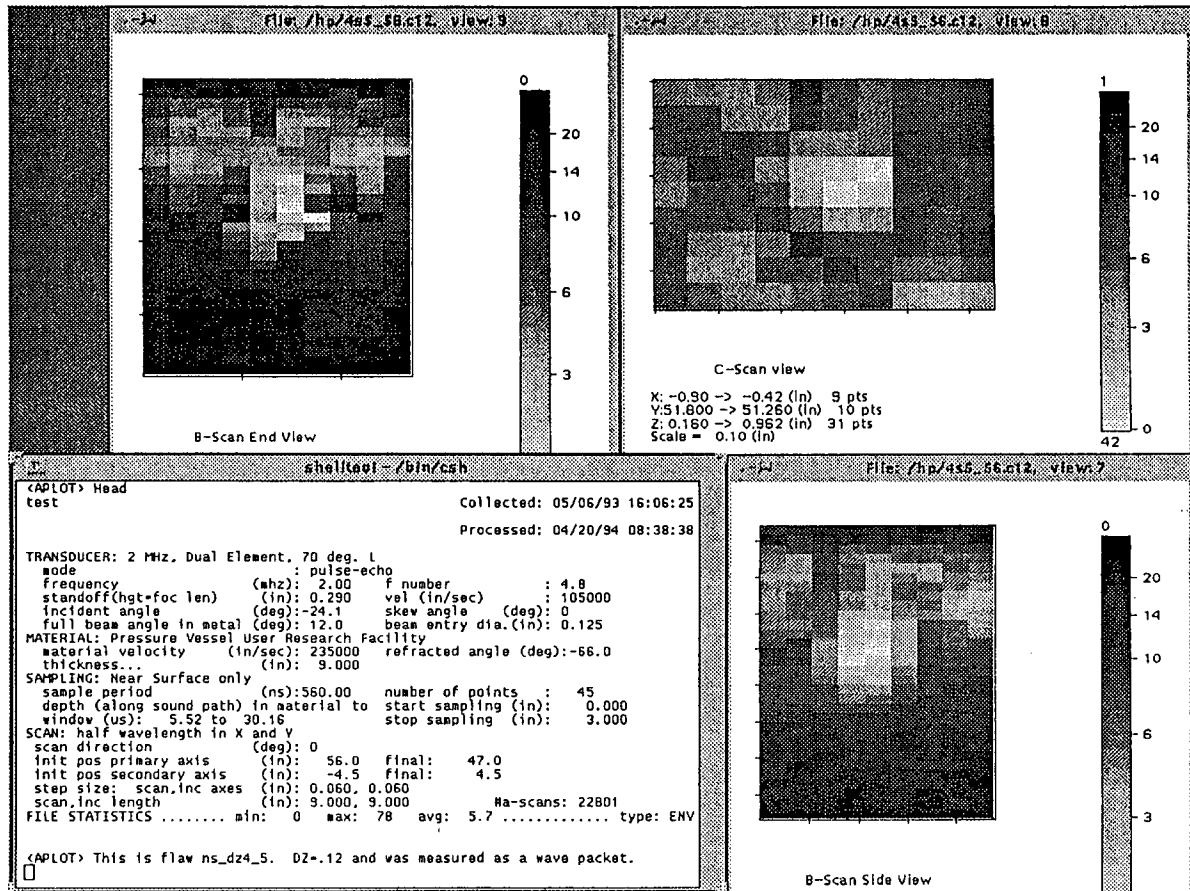 File: /hp/4s5_56.c12, view:9
0
20
14
10
6
3
B-Scan End View
File: /hp/4s5_56.c12, view:8
1
20
14
10
6
3
0
42
C-Scan view
X: -0.90 -> -0.42 (in) 9 pts
Y:51.800 -> 51.260 (in) 10 pts
Z: 0.160 -> 0.962 (in) 31 pts
Scale = 0.10 (in)
shelltool - /bin/csh
<APLOT> Head
test Collected: 05/06/93 16:06:25
Processed: 04/20/94 08:38:38
TRANSDUCER: 2 MHz, Dual Element, 70 deg. L
mode : pulse-echo
frequency (mhz): 2.00 f number : 4.8
standoff(hgt=foc len) (in): 0.290 vel (in/sec) : 105000
incident angle (deg):-24.1 skew angle (deg): 0
full beam angle in metal (deg): 12.0 beam entry dia.(in): 0.125
MATERIAL: Pressure Vessel User Research Facility
material velocity (in/sec): 235000 refracted angle (deg):-66.0
thickness... (in): 9.000
SAMPLING: Near Surface only
sample period (ns):560.00 number of points : 45
depth (along sound path) in material to start sampling (in): 0.000
window (us): 5.52 to 30.16 stop sampling (in): 3.000
SCAN: half wavelength in X and Y
scan direction (deg): 0
init pos primary axis (in): 56.0 final: 47.0
init pos secondary axis (in): -4.5 final: 4.5
step size: scan,inc axes (in): 0.060, 0.060
scan,inc length (in): 9.000, 9.000 #a-scans: 22801
FILE STATISTICS ........ min: 0 max: 78 avg: 5.7 ............. type: ENV
<APLOT> This is flaw ns_dz4_5. DZ=.12 and was measured as a wave packet.
File: /hp/4s5_56.c12, view:7
0
20
14
10
6
3
B-Scan Side View